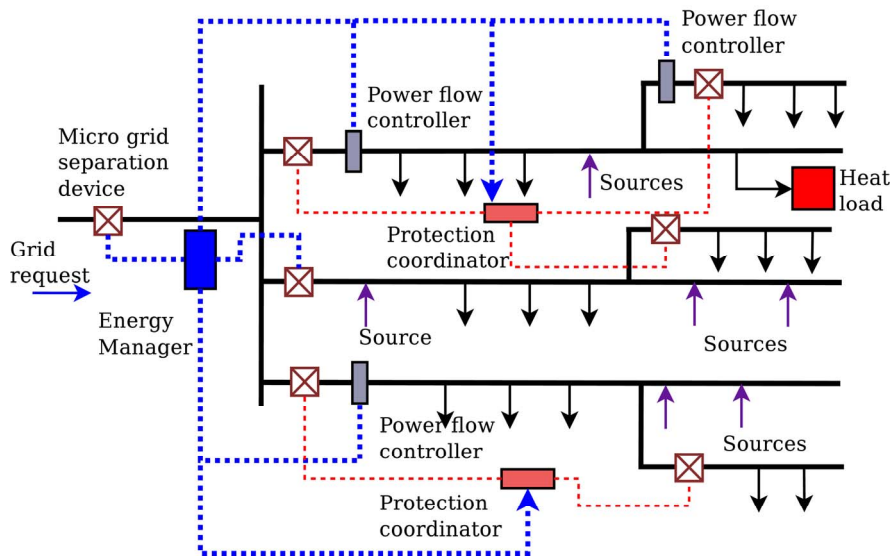 Power flow
controller
Power flow
controller
Micro grid
separation
device
Sources
Heat
load
Protection
coordinator
Grid
request
Energy
Manager
Source
Sources
Power flow
controller
Sources
Protection
coordinator